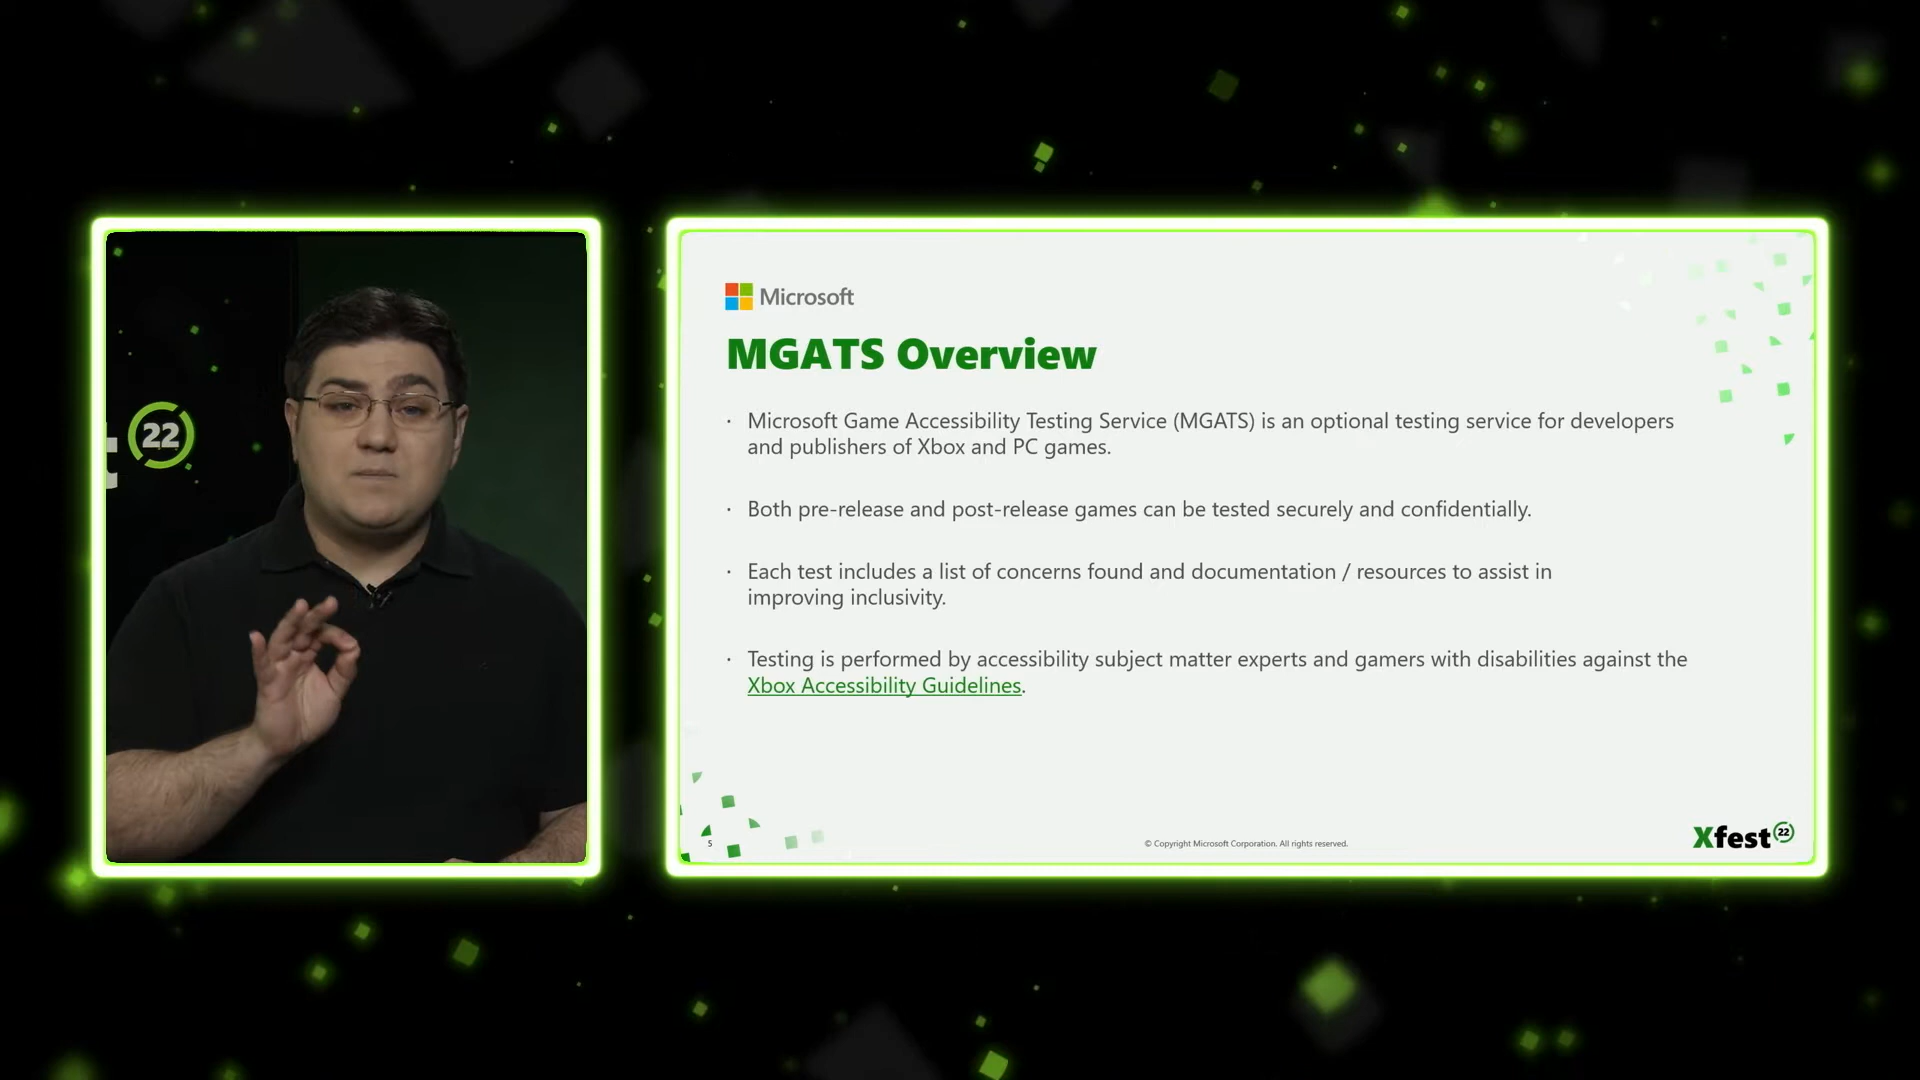 22
Microsoft
MGATS Overview
· Microsoft Game Accessibility Testing Service (MGATS) is an optional testing service for developers
and publishers of Xbox and PC games.
· Both pre-release and post-release games can be tested securely and confidentially.
· Each test includes a list of concerns found and documentation / resources to assist in
improving inclusivity.
· Testing is performed by accessibility subject matter experts and gamers with disabilities against the
Xbox Accessibility Guidelines.
5
© Copyright Microsoft Corporation. All rights reserved.
Xfest 22